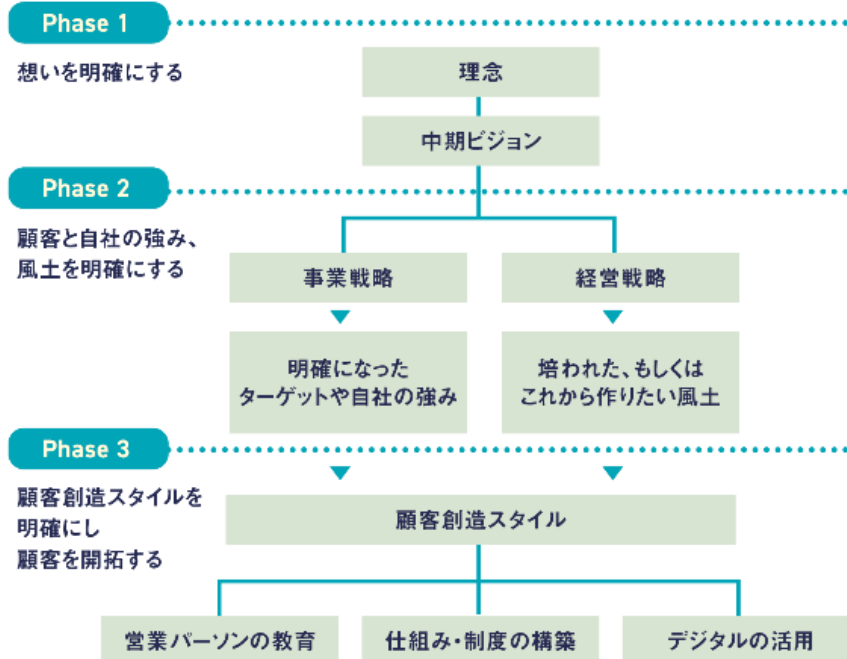 Phase 1
想いを明確にする
理念
中期ビジョン
Phase 2
顧客と自社の強み、
風土を明確にする
事業戦略
経営戦略
明確になった
ターゲットや自社の強み
培われた、もしくは
これから作りたい風土
Phase 3
顧客創造スタイルを
明確にし
顧客を開拓する
顧客創造スタイル
営業パーソンの教育
仕組み・制度の構築
デジタルの活用